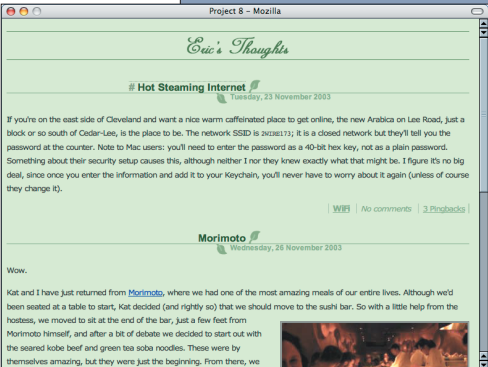 Project 8 – Mozilla
Eric's Thoughts
# Hot Steaming Internet
Tuesday, 23 November 2003
If you're on the east side of Cleveland and want a nice warm caffeinated place to get online, the new Arabica on Lee Road, just a
block or so south of Cedar-Lee, is the place to be. The network SSID is 2WIRE173; it is a closed network but they'll tell you the
password at the counter. Note to Mac users: you'll need to enter the password as a 40-bit hex key, not as a plain password.
Something about their security setup causes this, although neither I nor they knew exactly what that might be. I figure it's no big
deal, since once you enter the information and add it to your Keychain, you'll never have to worry about it again (unless of course
they change it).
WiFi | No comments | 3 Pingbacks
Morimoto
Wednesday, 26 November 2003
Wow.
Kat and I have just returned from Morimoto, where we had one of the most amazing meals of our entire lives. Although we'd
been seated at a table to start, Kat decided (and rightly so) that we should move to the sushi bar. So with a little help from the
hostess, we moved to sit at the end of the bar, just a few feet from
Morimoto himself, and after a bit of debate we decided to start out with
the seared kobe beef and green tea soba noodles. These were by
themselves amazing, but they were just the beginning. From there, we